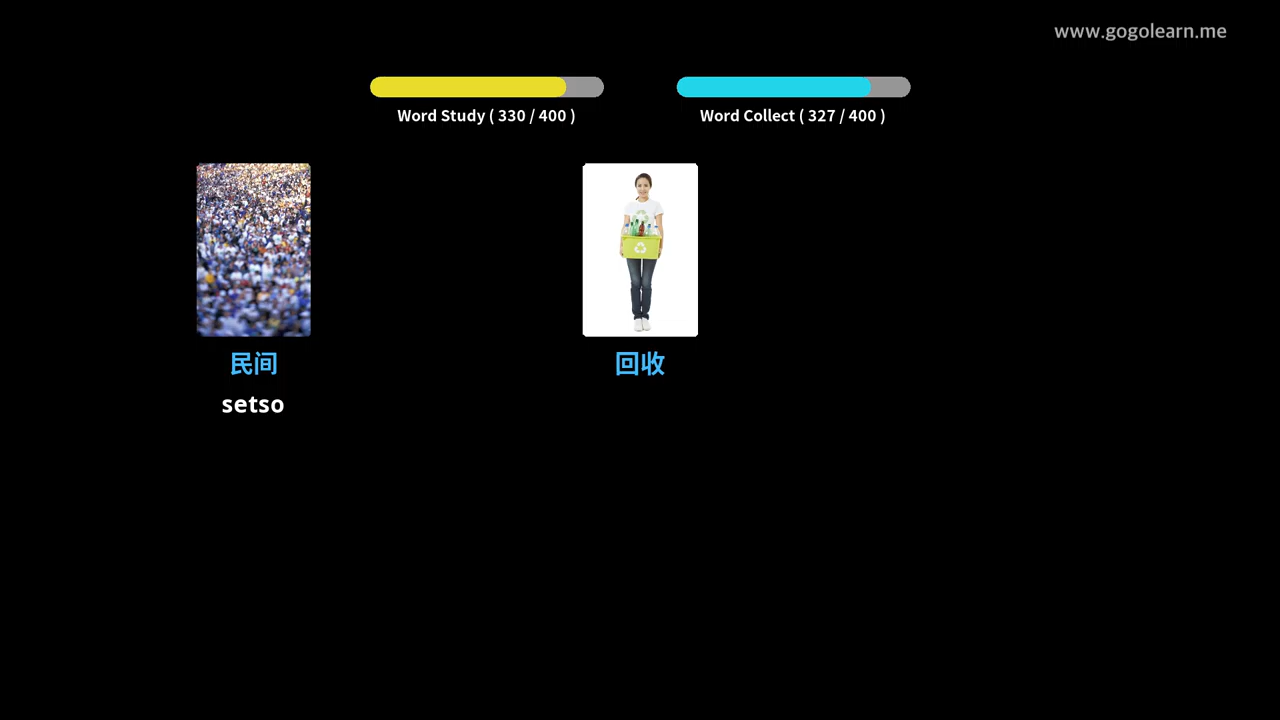 www.gogolearn.me
Word Study ( 330 / 400 )
Word Collect ( 327 / 400 )
民间
回收
setso